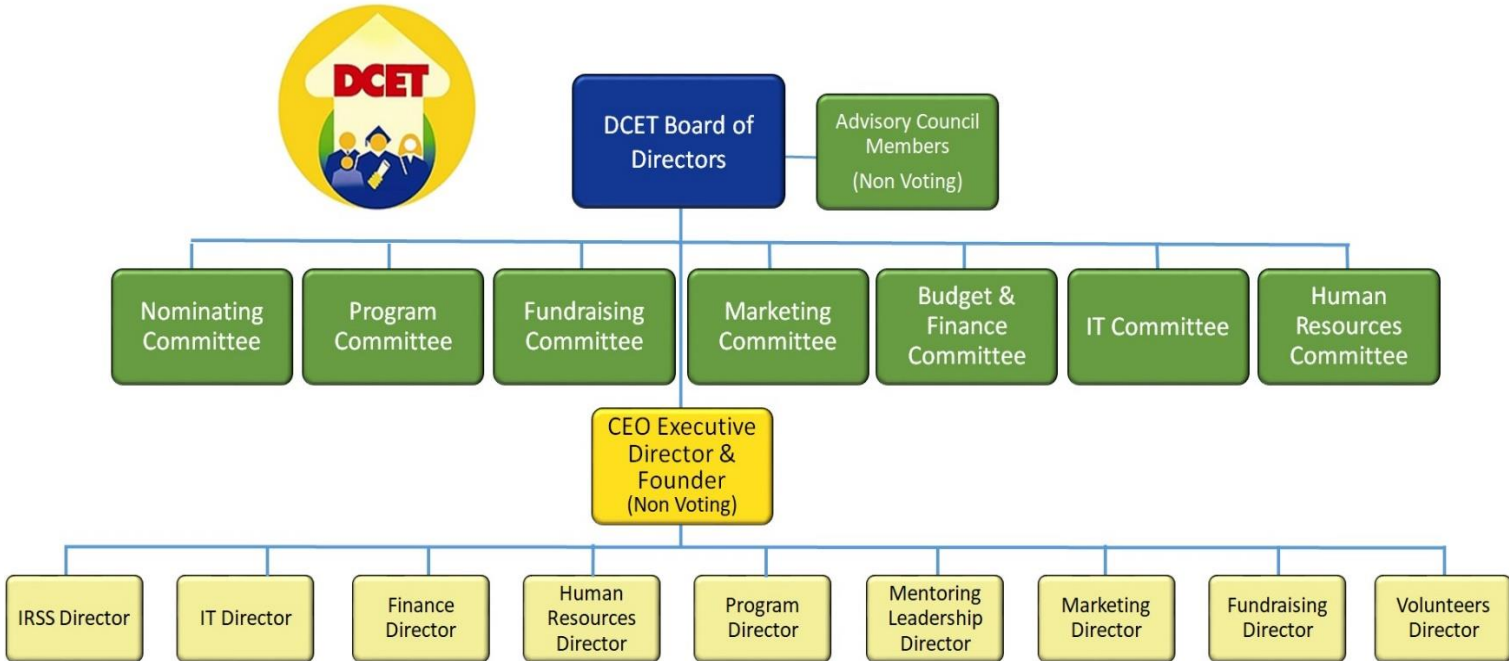 DCET
DCET Board of
Directors
Advisory Council
Members
(Non Voting)
Nominating
Committee
Program
Committee
Fundraising
Committee
Marketing
Committee
Budget &
Finance
Committee
IT Committee
Human
Resources
Committee
CEO Executive
Director &
Founder
(Non Voting)
IRSS Director
IT Director
Finance
Director
Human
Resources
Director
Program
Director
Mentoring
Leadership
Director
Marketing
Director
Fundraising
Director
Volunteers
Director